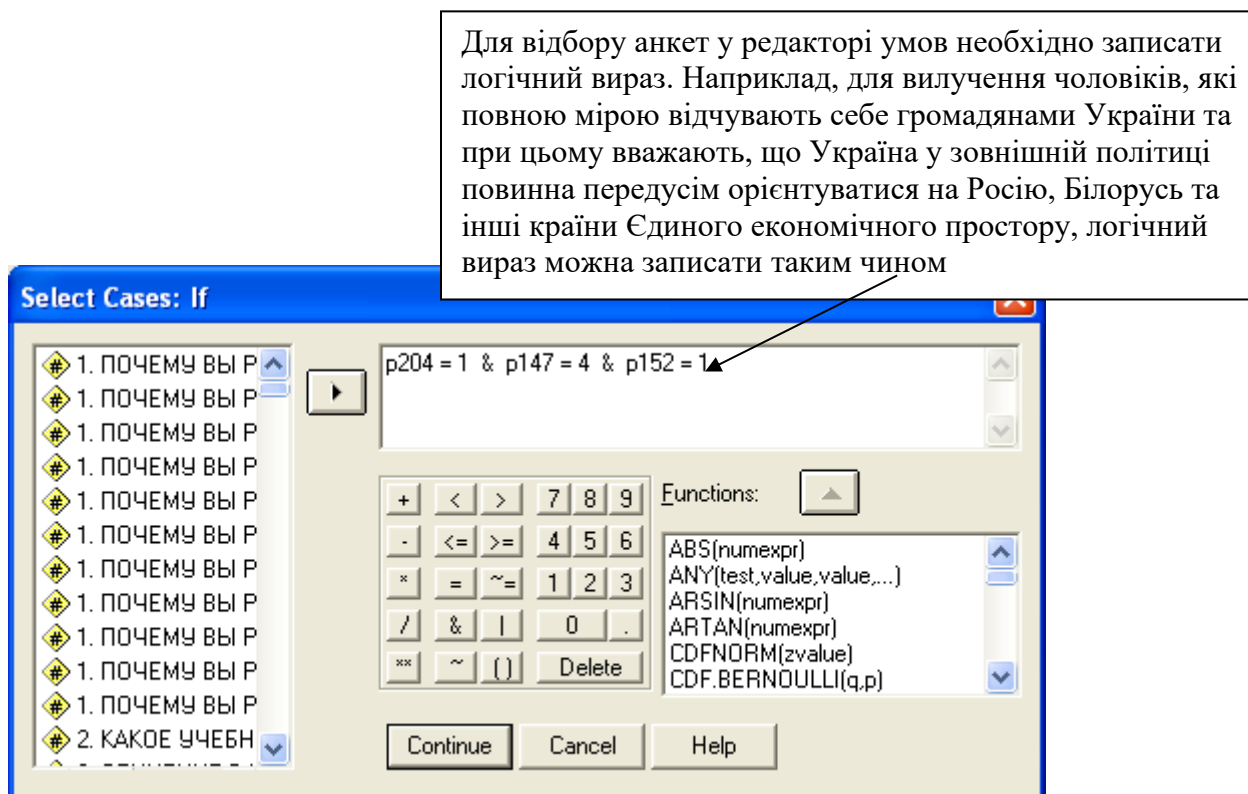 Для відбору анкет у редакторі умов необхідно записати
логічний вираз. Наприклад, для вилучення чоловіків, які
повною мірою відчувають себе громадянами України та
при цьому вважають, що Україна у зовнішній політиці
повинна передусім орієнтуватися на Росію, Білорусь та
інші країни Єдиного економічного простору, логічний
вираз можна записати таким чином
Select Cases: If
1. ПОЧЕМУ ВЫ Р
1. ПОЧЕМУ ВЫ Р
1. ПОЧЕМУ ВЫ Р
1. ПОЧЕМУ ВЫ Р
1. ПОЧЕМУ ВЫ Р
1. ПОЧЕМУ ВЫ Р
1. ПОЧЕМУ ВЫ Р
1. ПОЧЕМУ ВЫ Р
1. ПОЧЕМУ ВЫ Р
1. ПОЧЕМУ ВЫ Р
1. ПОЧЕМУ ВЫ Р
2. КАКОЕ УЧЕБН
p204 = 1 & p147 = 4 & p152 = 1
+ < > 7 8 9
- <= >= 4 5 6
* = ~= 1 2 3
/ & | 0 .
** ~ () Delete
Functions:
ABS(numexpr)
ANY(test,value,value,...)
ARSIN(numexpr)
ARTAN(numexpr)
CDFNORM(zvalue)
CDF.BERNOULLI(q,p)
Continue Cancel Help